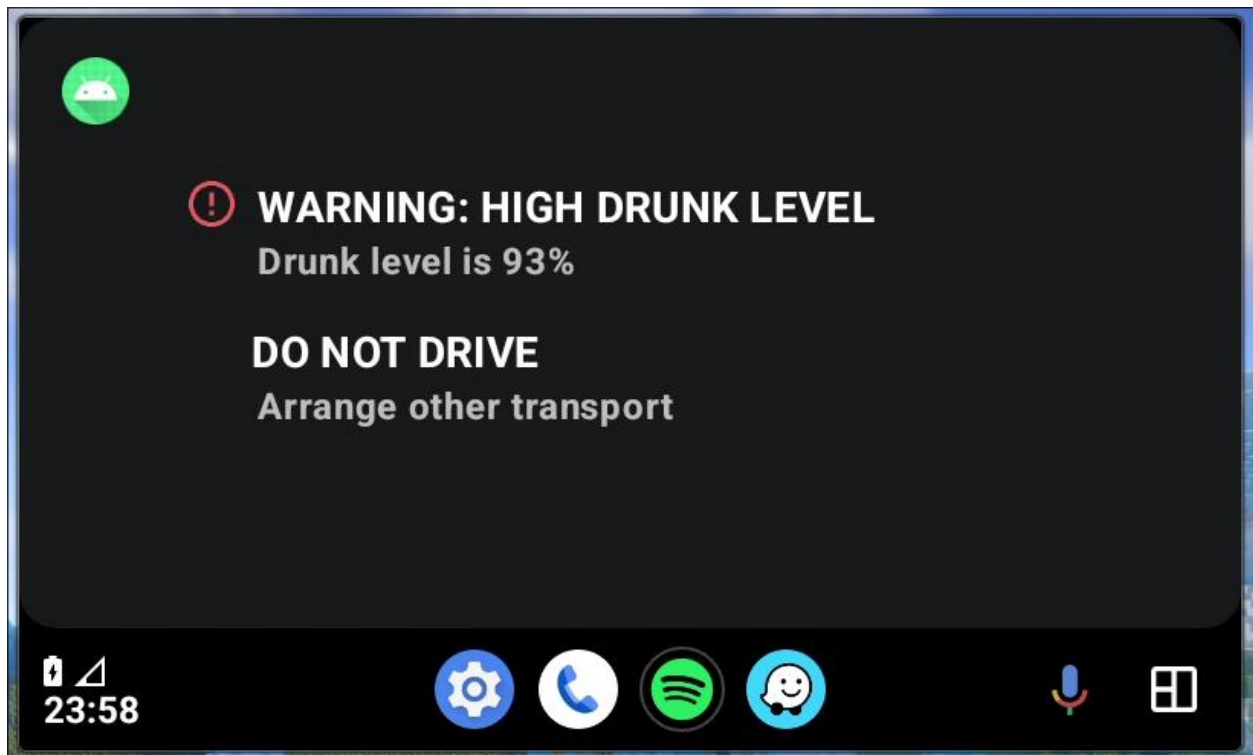 WARNING: HIGH DRUNK LEVEL
Drunk level is 93%
DO NOT DRIVE
Arrange other transport
23:58